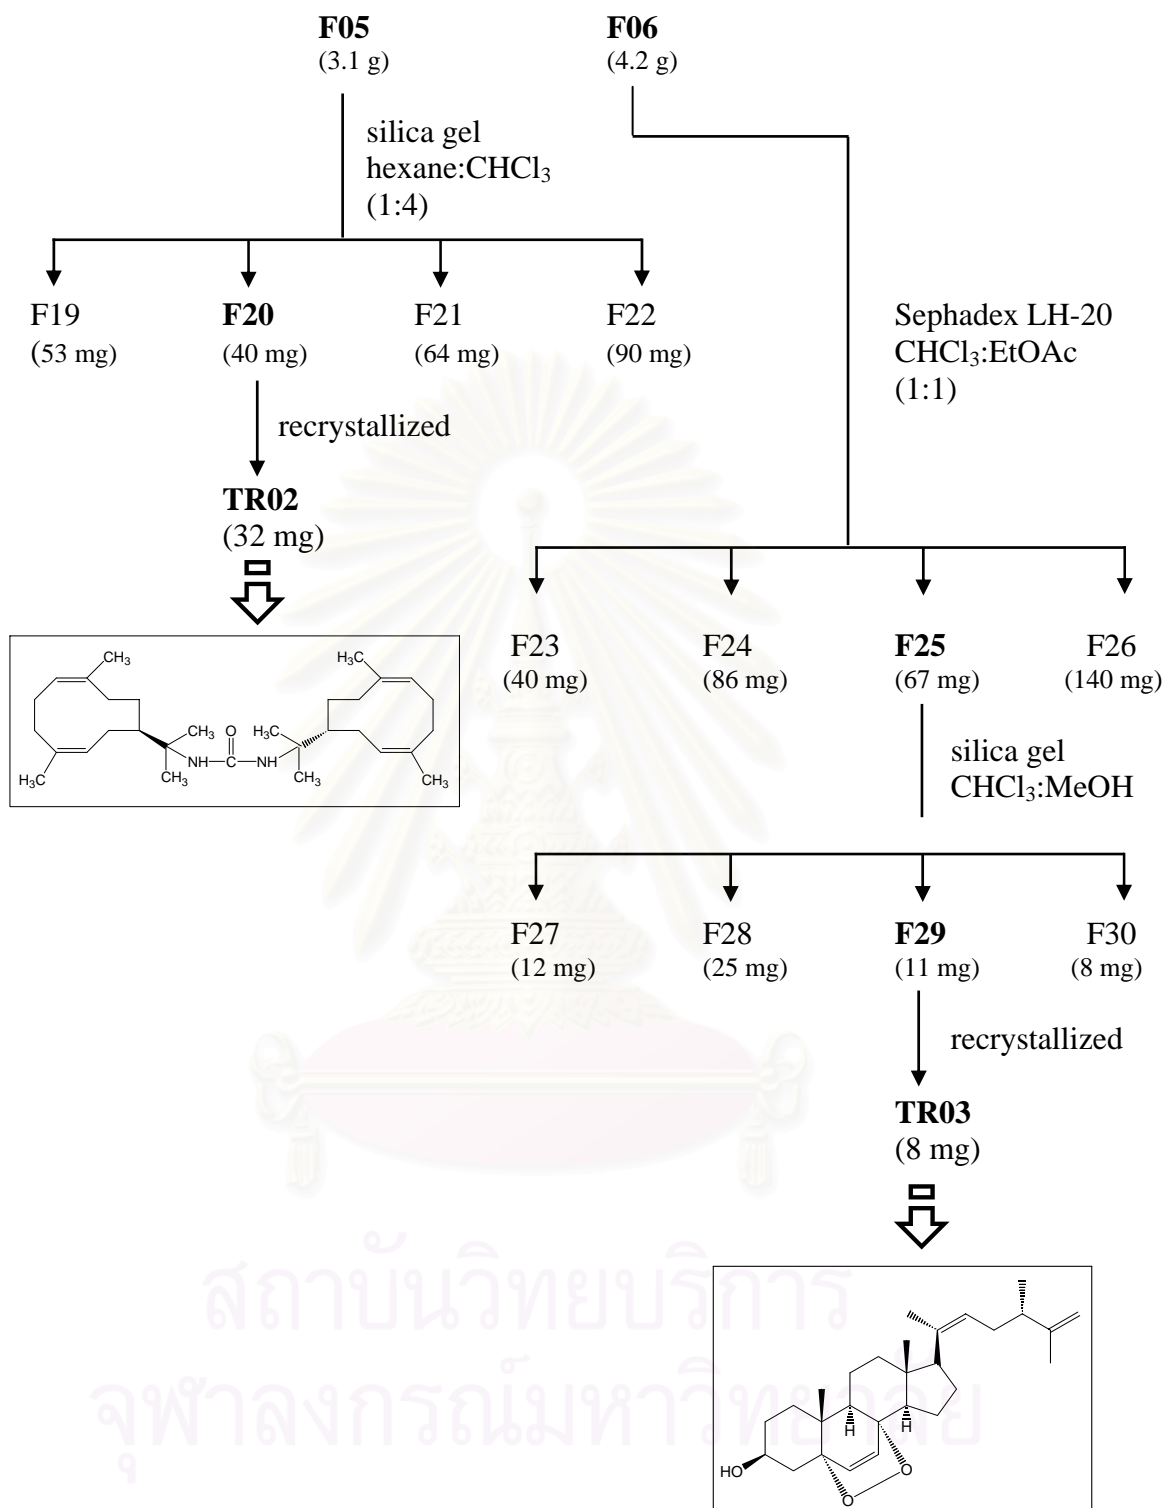 F05
(3.1 g)
F06
(4.2 g)
silica gel
hexane:CHCl₃
(1:4)
F19
(53 mg)
F20
(40 mg)
F21
(64 mg)
F22
(90 mg)
Sephadex LH-20
CHCl₃:EtOAc
(1:1)
recrystallized
TR02
(32 mg)
CH₃
H₃C
O
CH₃
H₃C
NH
C
NH
CH₃
CH₃
H₃C
CH₃
F23
(40 mg)
F24
(86 mg)
F25
(67 mg)
F26
(140 mg)
silica gel
CHCl₃:MeOH
F27
(12 mg)
F28
(25 mg)
F29
(11 mg)
F30
(8 mg)
recrystallized
TR03
(8 mg)
H
H
HO
O
O
สถาบันวิทยบริการ
จุฬาลงกรณ์มหาวิทยาลัย